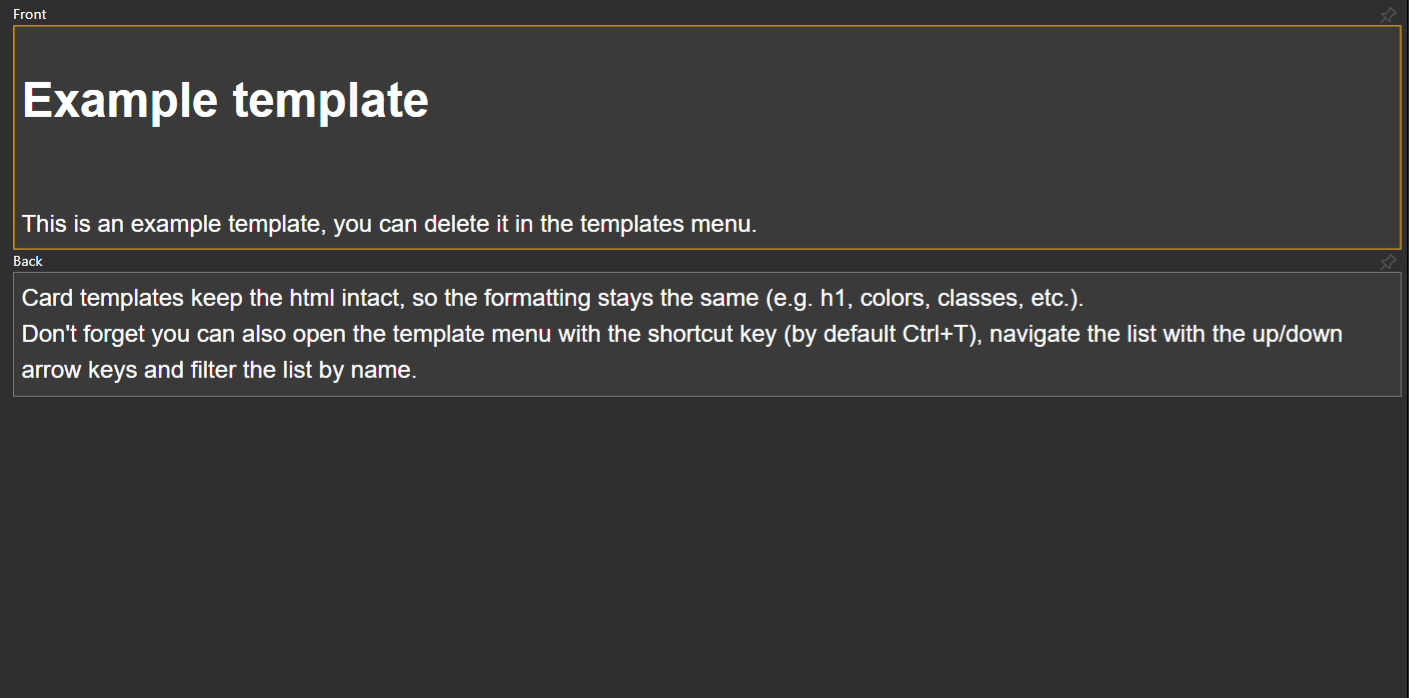 Front
Example template
This is an example template, you can delete it in the templates menu.
Back
Card templates keep the html intact, so the formatting stays the same (e.g. h1, colors, classes, etc.).
Don't forget you can also open the template menu with the shortcut key (by default Ctrl+T), navigate the list with the up/down
arrow keys and filter the list by name.